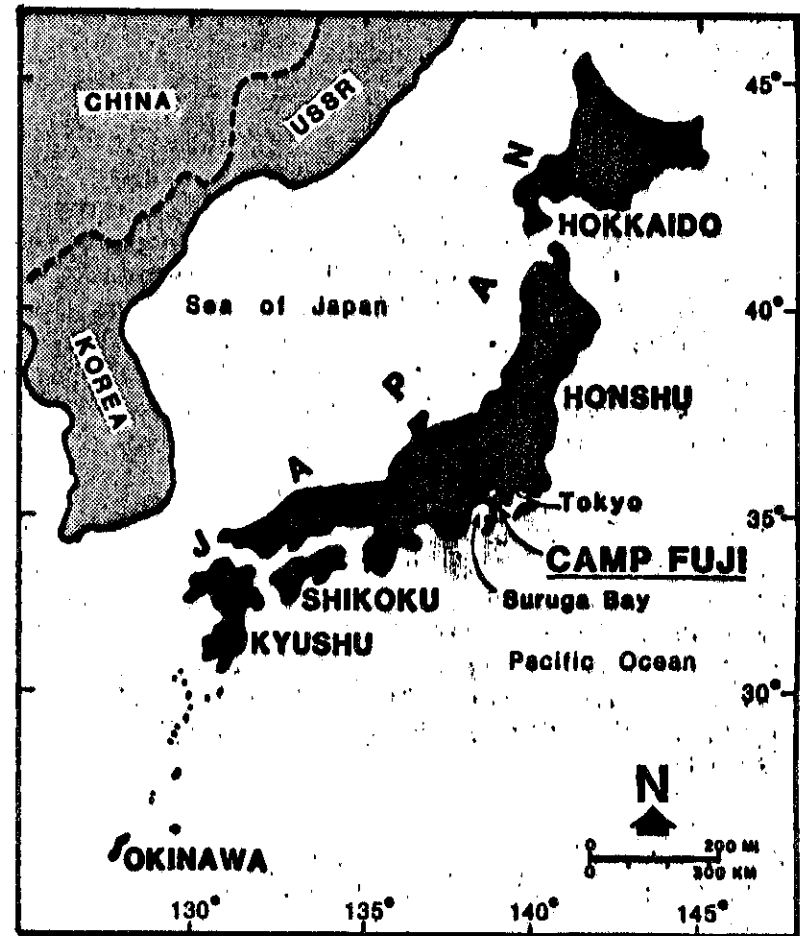 CHINA
USSR
45°
N
HOKKAIDO
A
Sea of Japan
40°
KOREA
P
HONSHU
A
Tokyo
35°
J
CAMP FUJI
SHIKOKU
Suruga Bay
KYUSHU
Pacific Ocean
30°
N
0 200 MI
0 300 KM
OKINAWA
130° 135° 140° 145°